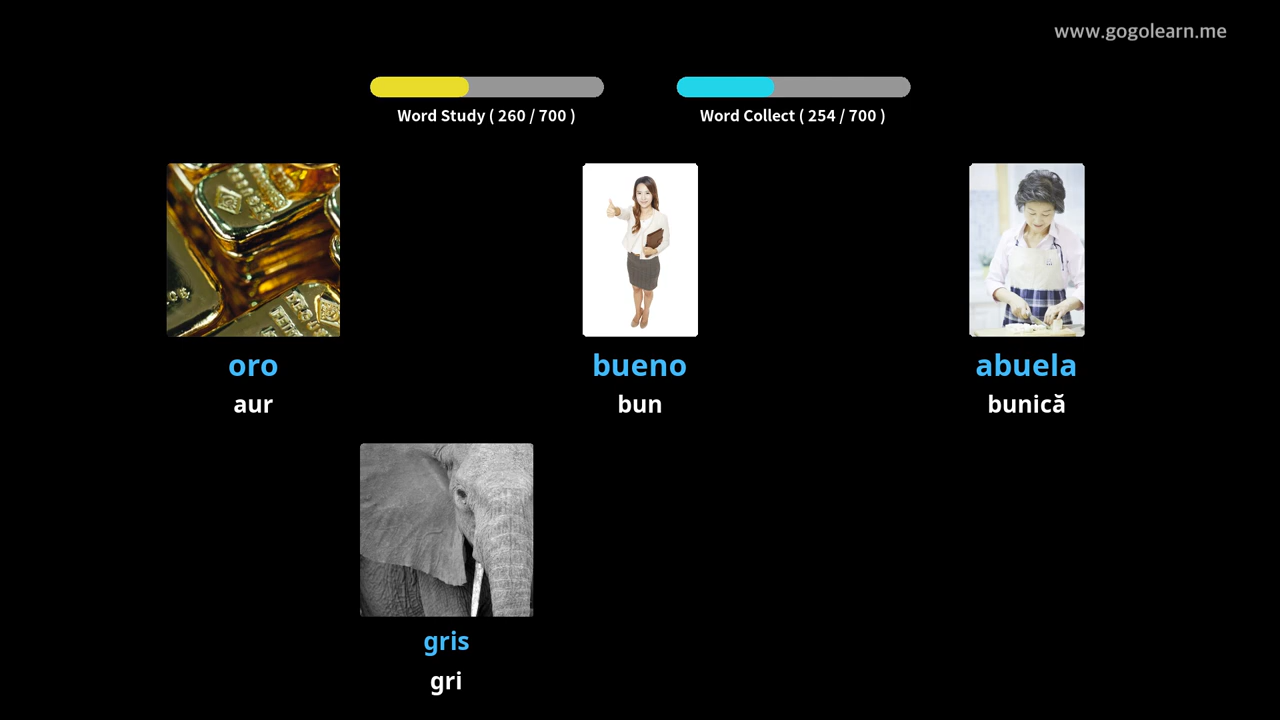 www.gogolearn.me
Word Study ( 260 / 700 )
Word Collect ( 254 / 700 )
oro
aur
bueno
bun
abuela
bunică
gris
gri